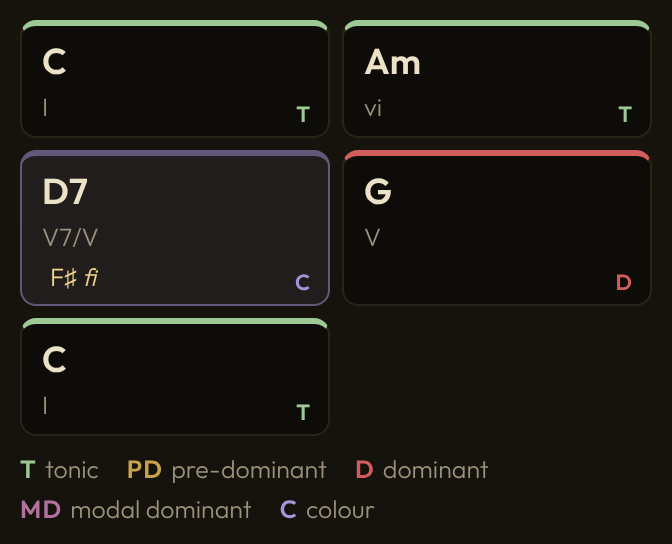 C Am
I vi
T T
D7 G
V7/V V
F♯ fi
C D
C
I
T
T tonic PD pre-dominant D dominant
MD modal dominant C colour